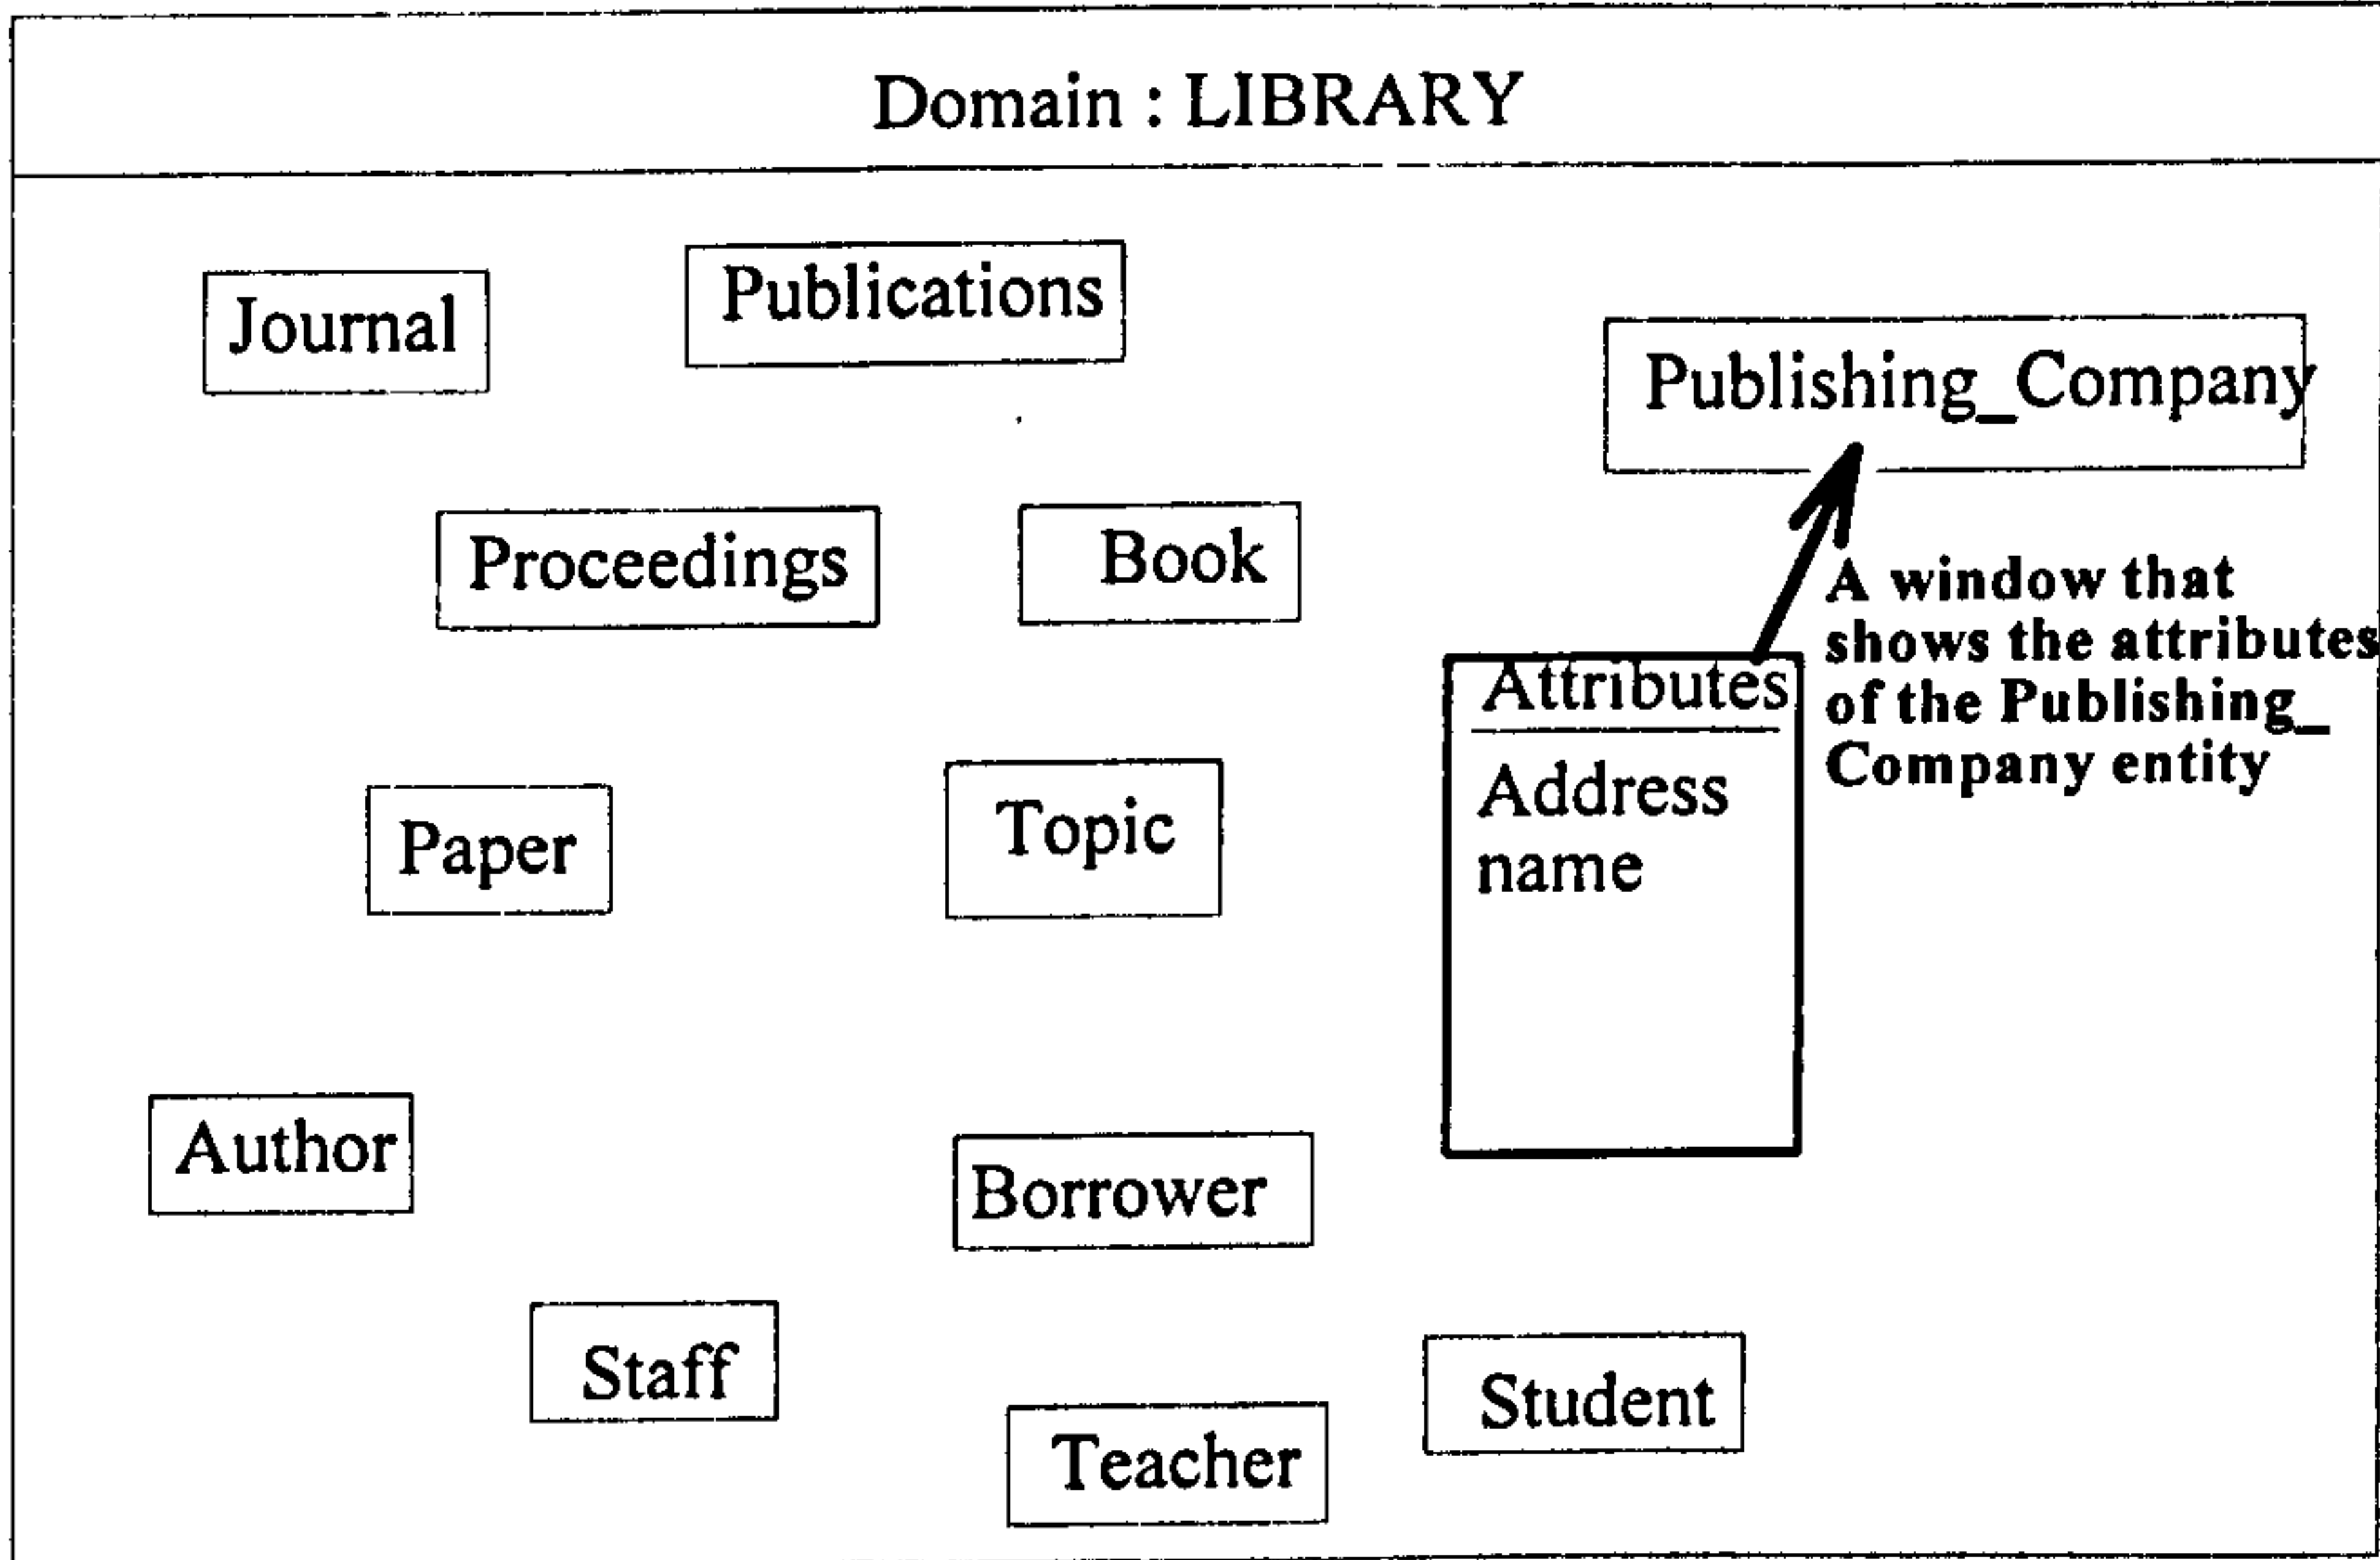 Domain : LIBRARY
Journal
Publications
Publishing_Company
Proceedings
Book
A window that
shows the attributes
of the Publishing_
Company entity
Attributes
Address
name
Paper
Topic
Author
Borrower
Staff
Student
Teacher